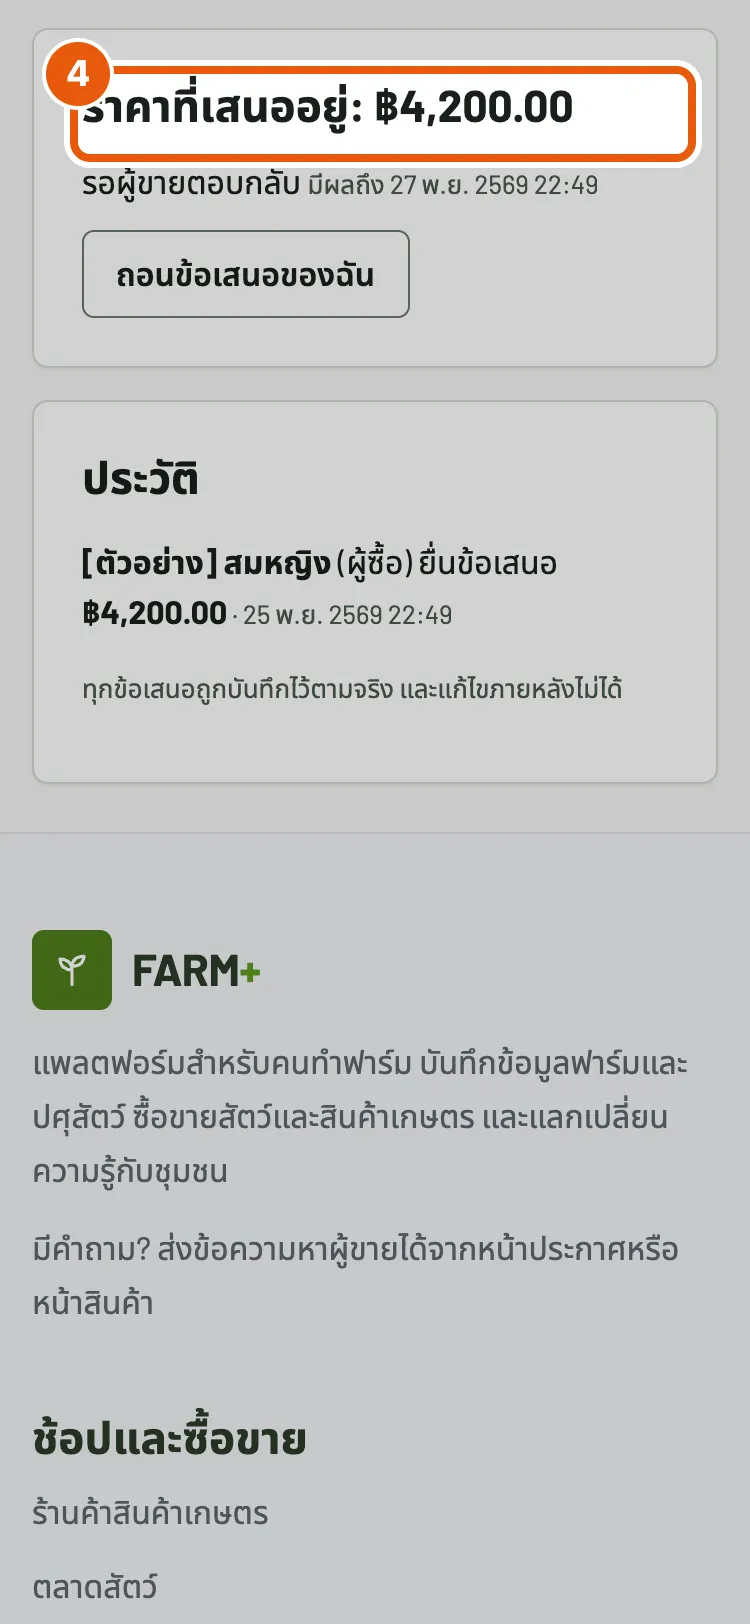 4
ราคาที่เสนออยู่: ฿4,200.00
รอผู้ขายตอบกลับ มีผลถึง 27 พ.ย. 2569 22:49
ถอนข้อเสนอของฉัน
ประวัติ
[ตัวอย่าง] สมหญิง (ผู้ซื้อ) ยื่นข้อเสนอ
฿4,200.00 · 25 พ.ย. 2569 22:49
ทุกข้อเสนอถูกบันทึกไว้ตามจริง และแก้ไขภายหลังไม่ได้
FARM+
แพลตฟอร์มสำหรับคนทำฟาร์ม บันทึกข้อมูลฟาร์มและ
ปศุสัตว์ ซื้อขายสัตว์และสินค้าเกษตร และแลกเปลี่ยน
ความรู้กับชุมชน
มีคำถาม? ส่งข้อความหาผู้ขายได้จากหน้าประกาศหรือ
หน้าสินค้า
ช้อปและซื้อขาย
ร้านค้าสินค้าเกษตร
ตลาดสัตว์